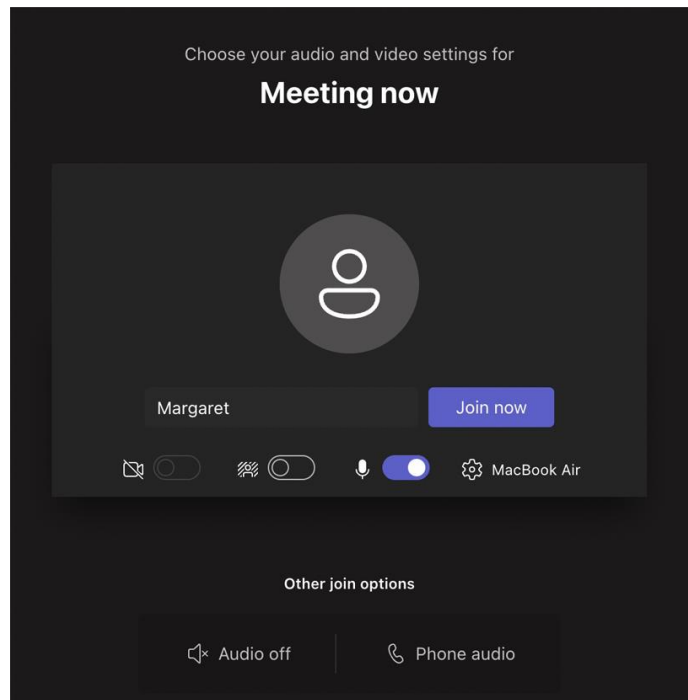 Choose your audio and video settings for
Meeting now
Margaret
Join now
MacBook Air
Other join options
Audio off
Phone audio